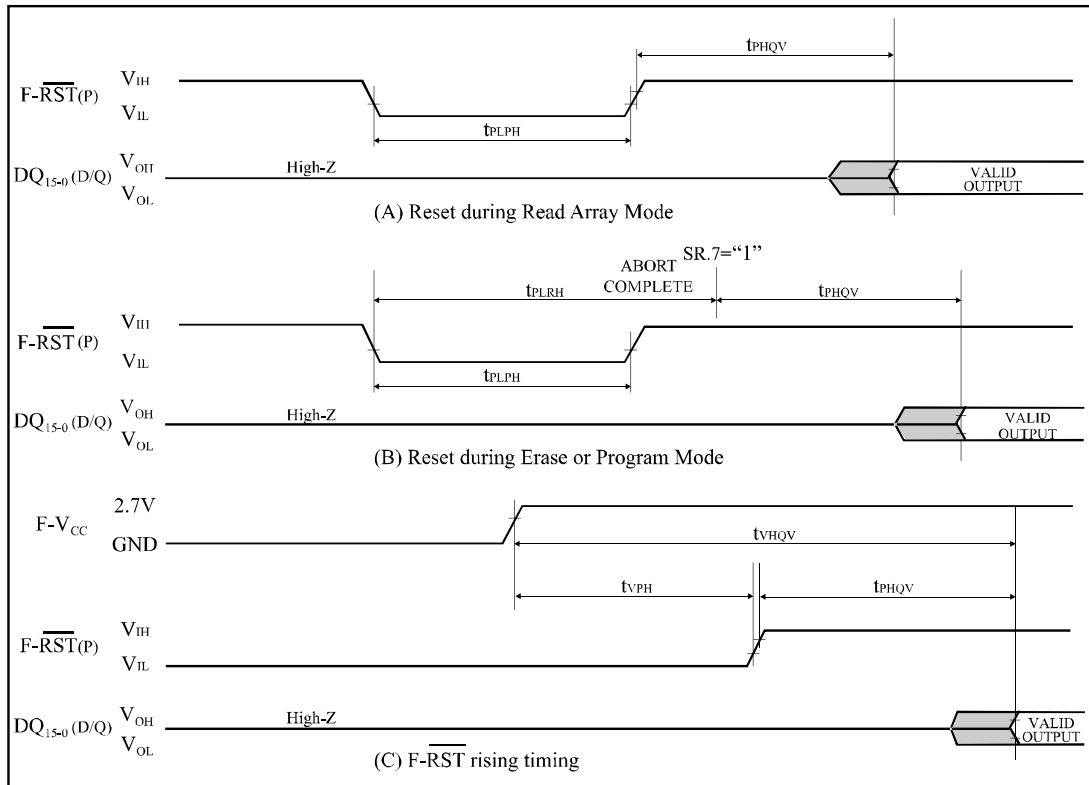 tPHQV
VIH
F-RST(P)
VIL
tPLPH
VOH
High-Z
DQ15-0 (D/Q)
VALID
OUTPUT
VOL
(A) Reset during Read Array Mode
SR.7=“1”
ABORT
COMPLETE
tPLRH
tPHQV
VIH
F-RST (P)
VIL
tPLPH
VOH
High-Z
DQ15-0 (D/Q)
VALID
OUTPUT
VOL
(B) Reset during Erase or Program Mode
2.7V
F-VCC
GND
tVHQV
tVPH
tPHQV
VIH
F-RST(P)
VIL
VOH
High-Z
DQ15-0 (D/Q)
VALID
OUTPUT
VOL
(C) F-RST rising timing